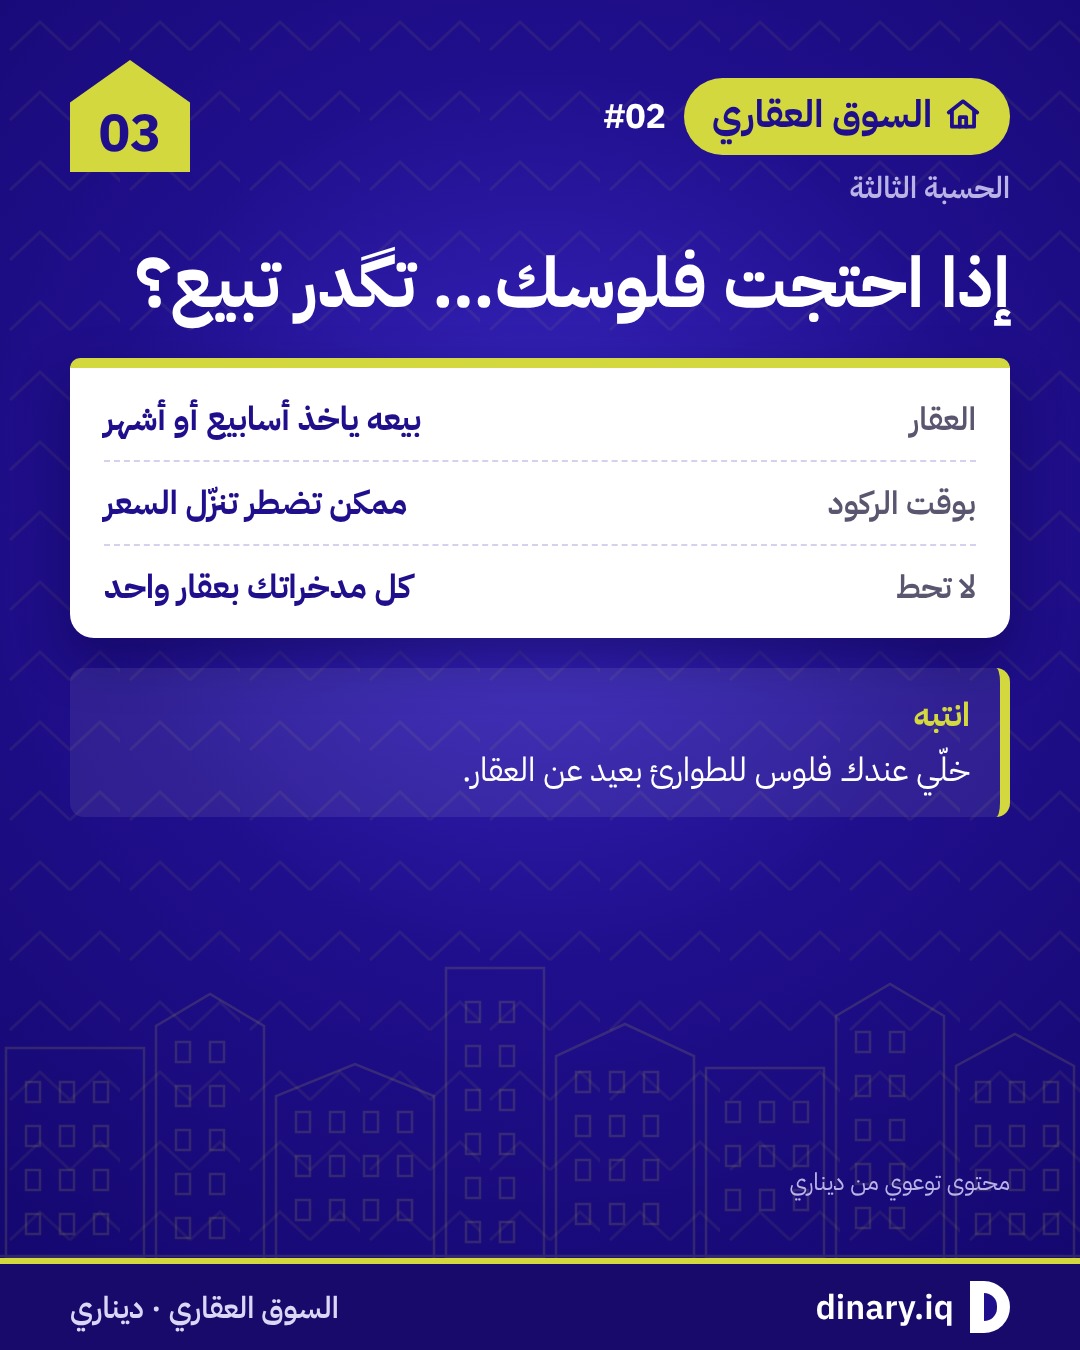 السوق العقاري #02
03
الحسبة الثالثة
إذا احتجت فلوسك... تگدر تبيع؟
العقار بيعه ياخذ أسابيع أو أشهر
بوقت الركود ممكن تضطر تنزّل السعر
لا تحط كل مدخراتك بعقار واحد
انتبه
خلّي عندك فلوس للطوارئ بعيد عن العقار.
محتوى توعوي من ديناري
dinary.iq
السوق العقاري · ديناري